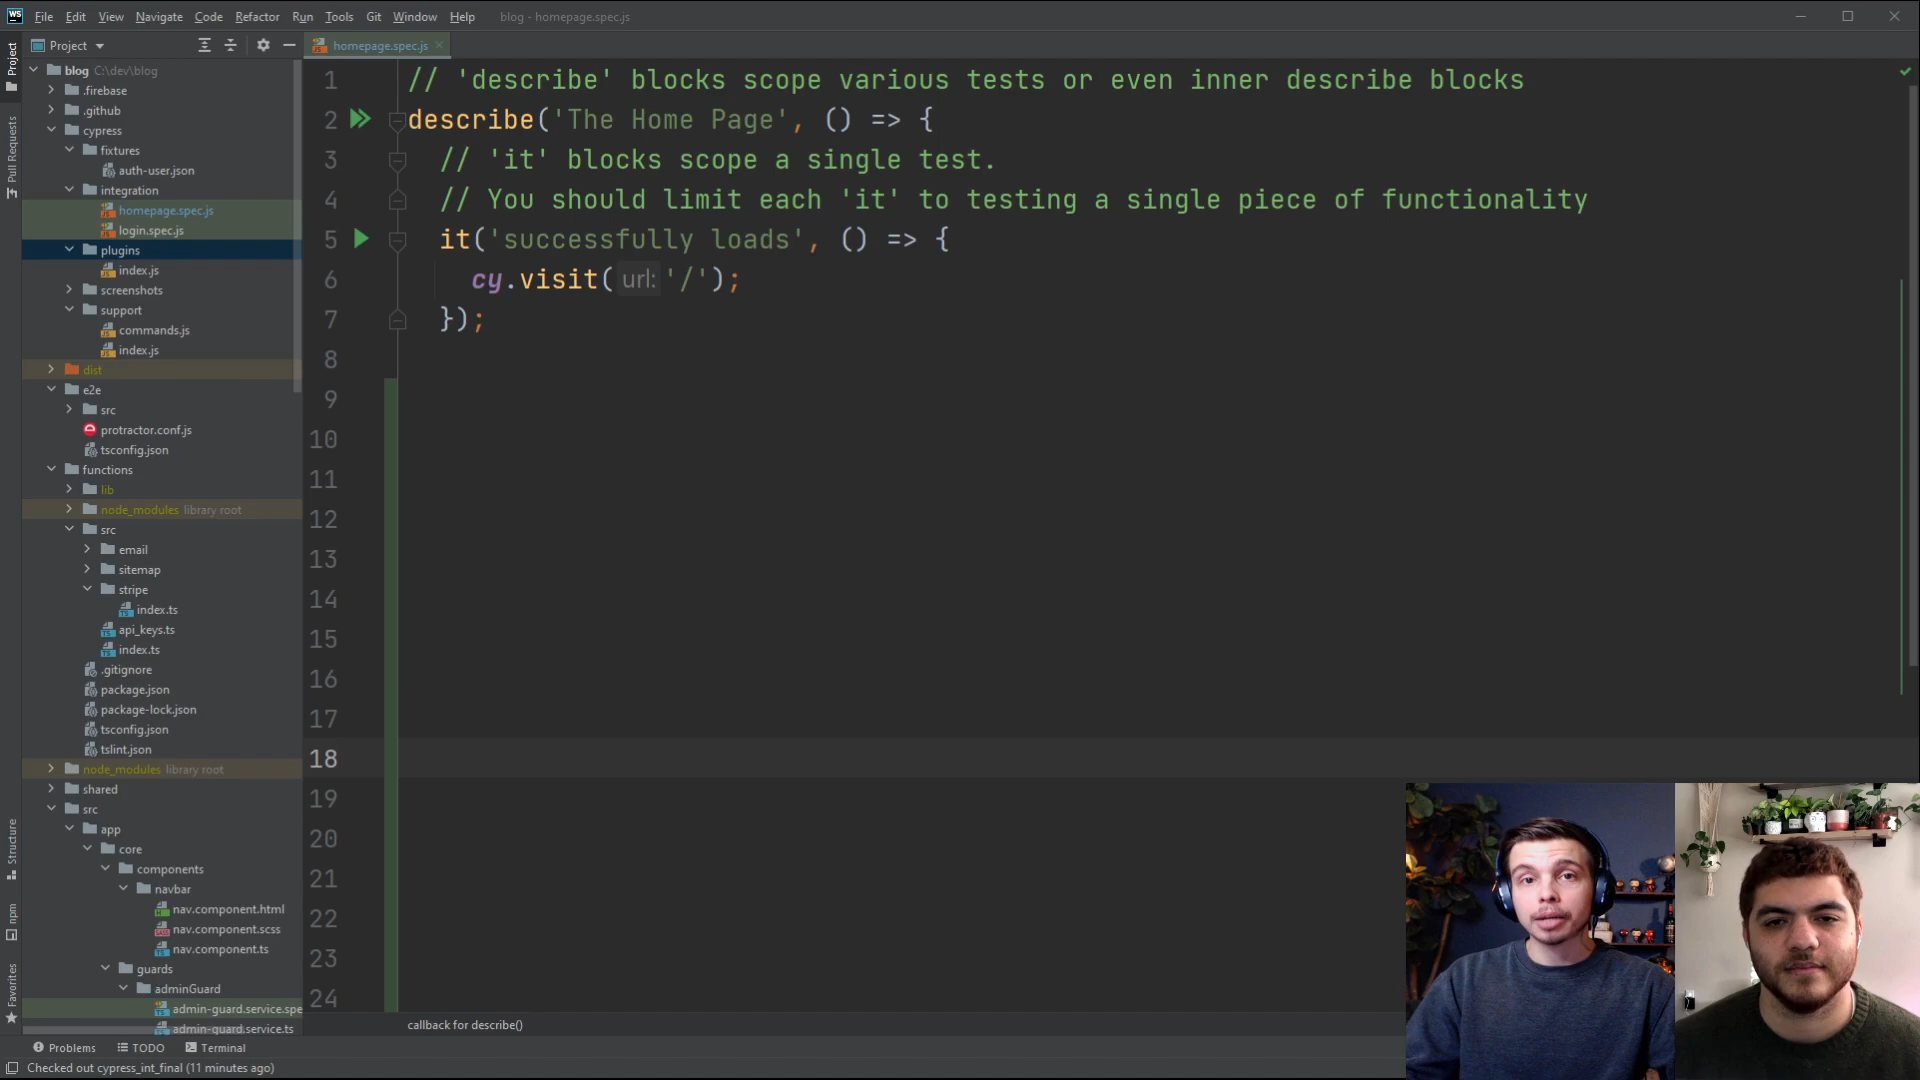 WS File Edit View Navigate Code Refactor Run Tools Git Window Help blog - homepage.spec.js
Project
homepage.spec.js
Project
Pull Requests
Structure
npm
Favorites
blog C:\dev\blog
.firebase
.github
cypress
fixtures
auth-user.json
integration
homepage.spec.js
login.spec.js
plugins
index.js
screenshots
support
commands.js
index.js
dist
e2e
src
protractor.conf.js
tsconfig.json
functions
lib
node_modules library root
src
email
sitemap
stripe
index.ts
api_keys.ts
index.ts
.gitignore
package.json
package-lock.json
tsconfig.json
tslint.json
node_modules library root
shared
src
app
core
components
navbar
nav.component.html
nav.component.scss
nav.component.ts
guards
adminGuard
admin-guard.service.spe
admin-guard.service.ts
1 // 'describe' blocks scope various tests or even inner describe blocks
2 describe('The Home Page', () => {
3 // 'it' blocks scope a single test.
4 // You should limit each 'it' to testing a single piece of functionality
5 it('successfully loads', () => {
6 cy.visit( url: '/');
7 });
8
9
10
11
12
13
14
15
16
17
18
19
20
21
22
23
24
callback for describe()
Problems TODO Terminal
Checked out cypress_int_final (11 minutes ago)